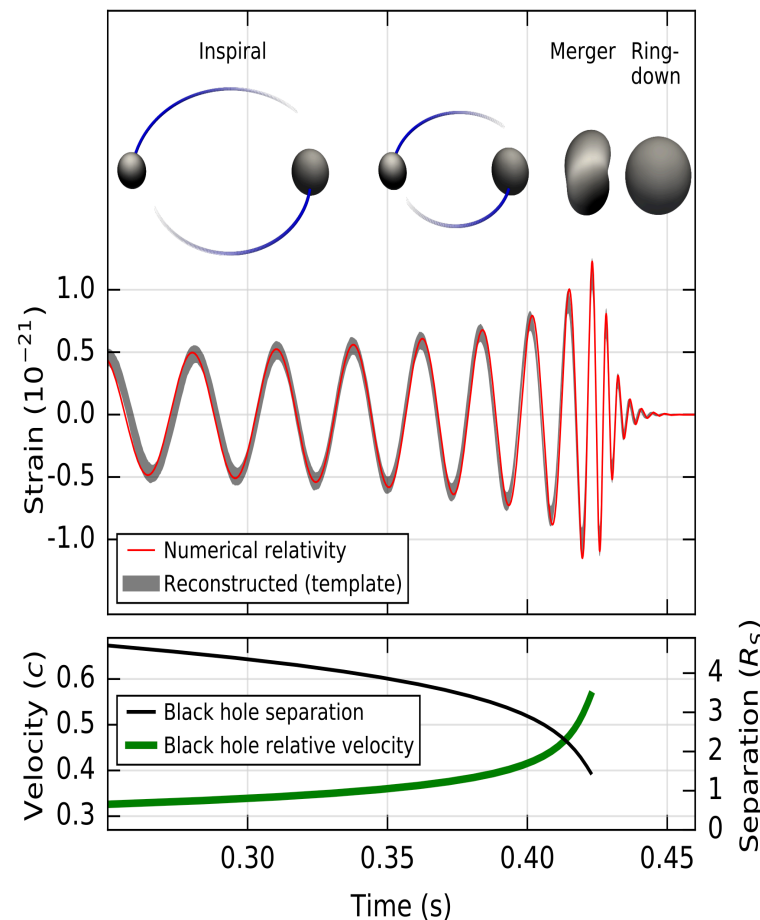 Inspiral
Merger
Ring-
down
Strain (10⁻²¹)
1.0
0.5
0.0
-0.5
-1.0
Numerical relativity
Reconstructed (template)
Velocity (c)
0.6
0.5
0.4
0.3
Black hole separation
Black hole relative velocity
Separation (R_S)
4
3
2
1
0
0.30
0.35
0.40
0.45
Time (s)